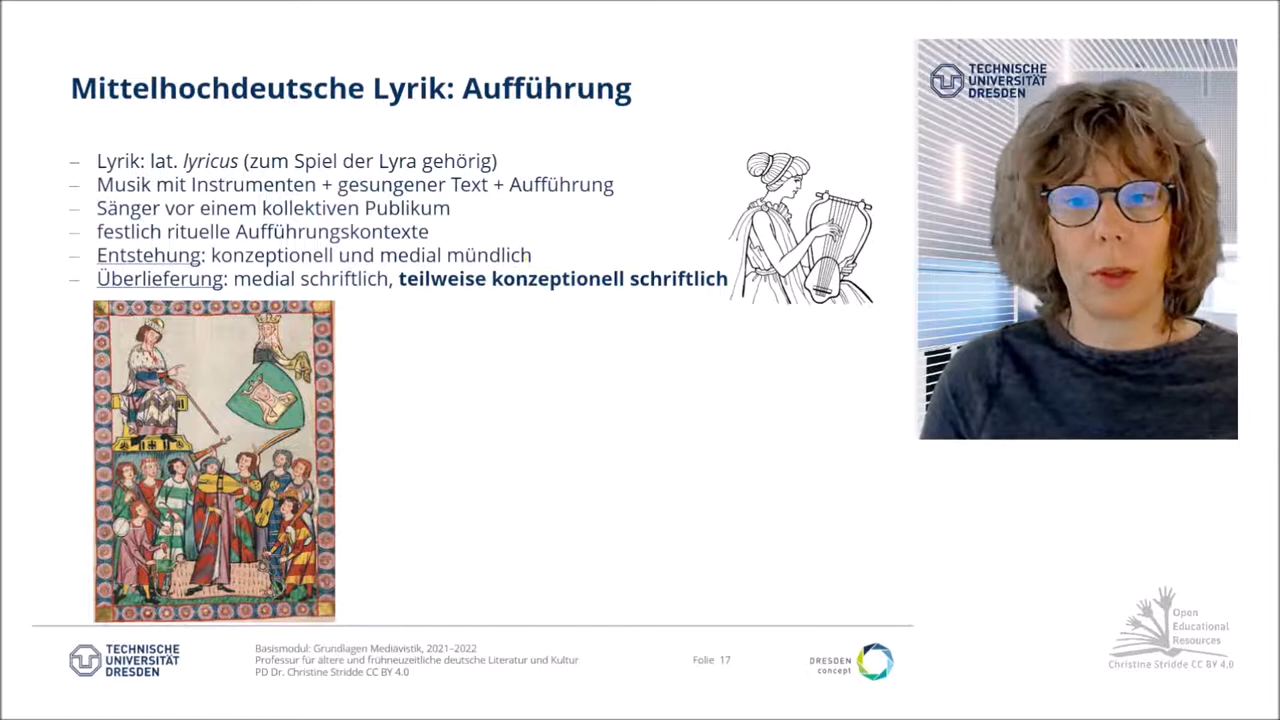 Mittelhochdeutsche Lyrik: Aufführung
– Lyrik: lat. lyricus (zum Spiel der Lyra gehörig)
– Musik mit Instrumenten + gesungener Text + Aufführung
– Sänger vor einem kollektiven Publikum
– festlich rituelle Aufführungskontexte
– Entstehung: konzeptionell und medial mündlich
– Überlieferung: medial schriftlich, teilweise konzeptionell schriftlich
TECHNISCHE
UNIVERSITÄT
DRESDEN
TECHNISCHE
UNIVERSITÄT
DRESDEN
Basismodul: Grundlagen Mediävistik, 2021–2022
Professur für ältere und frühneuzeitliche deutsche Literatur und Kultur
PD Dr. Christine Stridde CC BY 4.0
Folie 17
DRESDEN
concept
Open
Educational
Resources
Christine Stridde CC BY 4.0